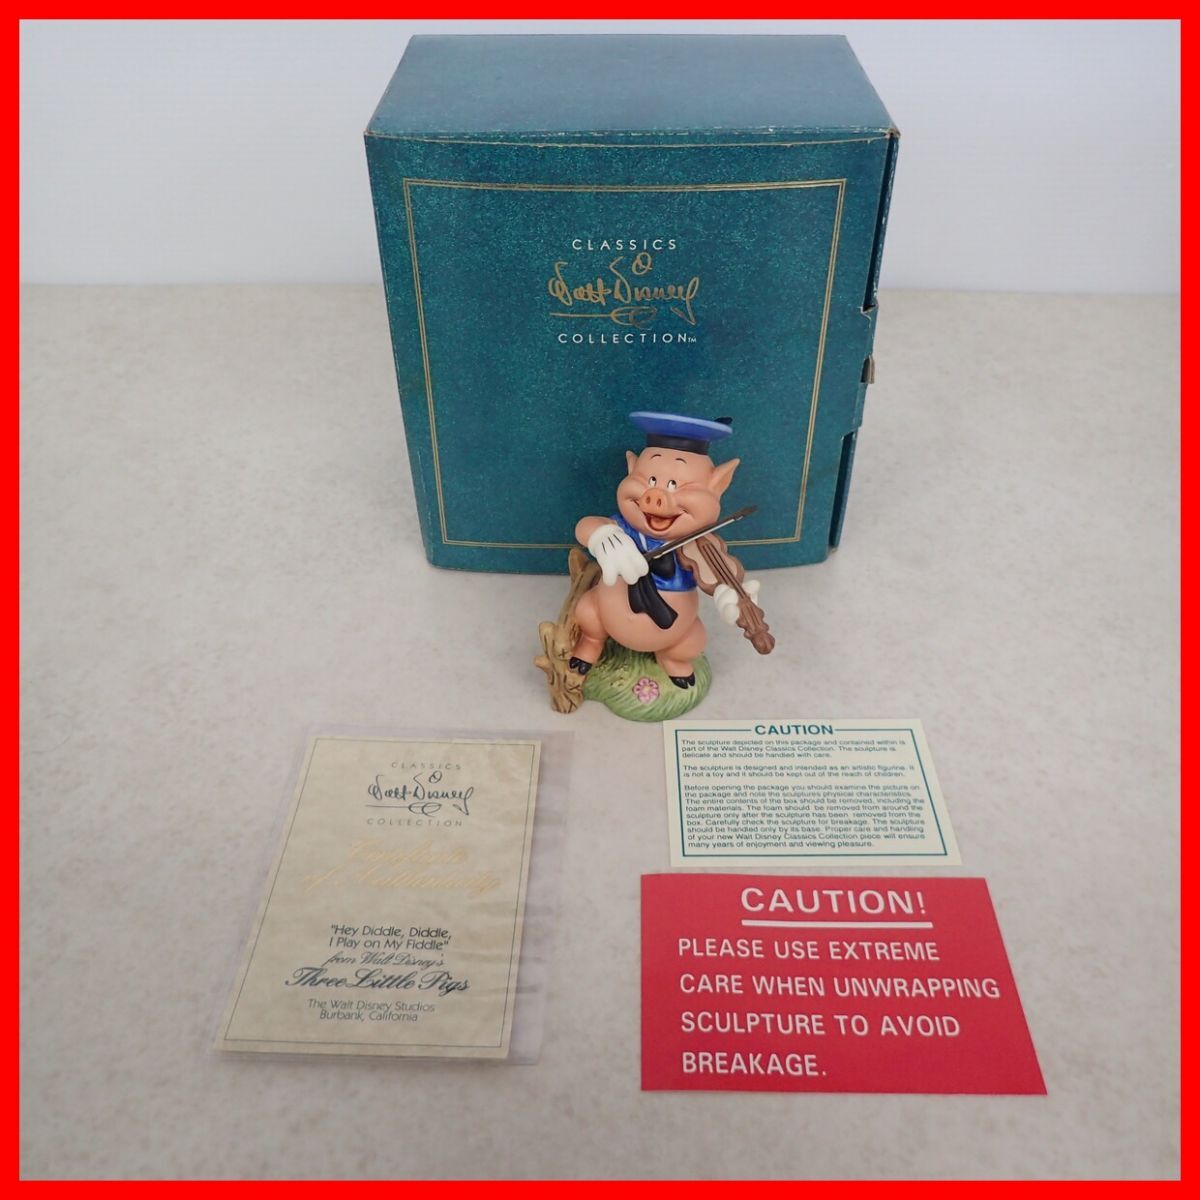 CLASSICS
Walt Disney
COLLECTION™
CLASSICS
Walt Disney
COLLECTION
Certificate
of Authenticity
"Hey Diddle, Diddle,
I Play on My Fiddle"
from Walt Disney's
Three Little Pigs
The Walt Disney Studios
Burbank, California
CAUTION
The sculpture depicted on this package and contained within is
part of the Walt Disney Classics Collection. The sculpture is
delicate and should be handled with care.
The sculpture is designed and intended as an artistic figurine. It
is not a toy and it should be kept out of the reach of children.
Before opening the package you should examine the picture on
the package and note the sculptures physical characteristics.
The entire contents of the box should be removed, including the
foam materials. The foam should be removed from around the
sculpture only after the sculpture has been removed from the
box. Carefully check the sculpture for breakage. The sculpture
should be handled only by its base. Proper care and handling
of your new Walt Disney Classics Collection piece will ensure
many years of enjoyment and viewing pleasure.
CAUTION!
PLEASE USE EXTREME
CARE WHEN UNWRAPPING
SCULPTURE TO AVOID
BREAKAGE.